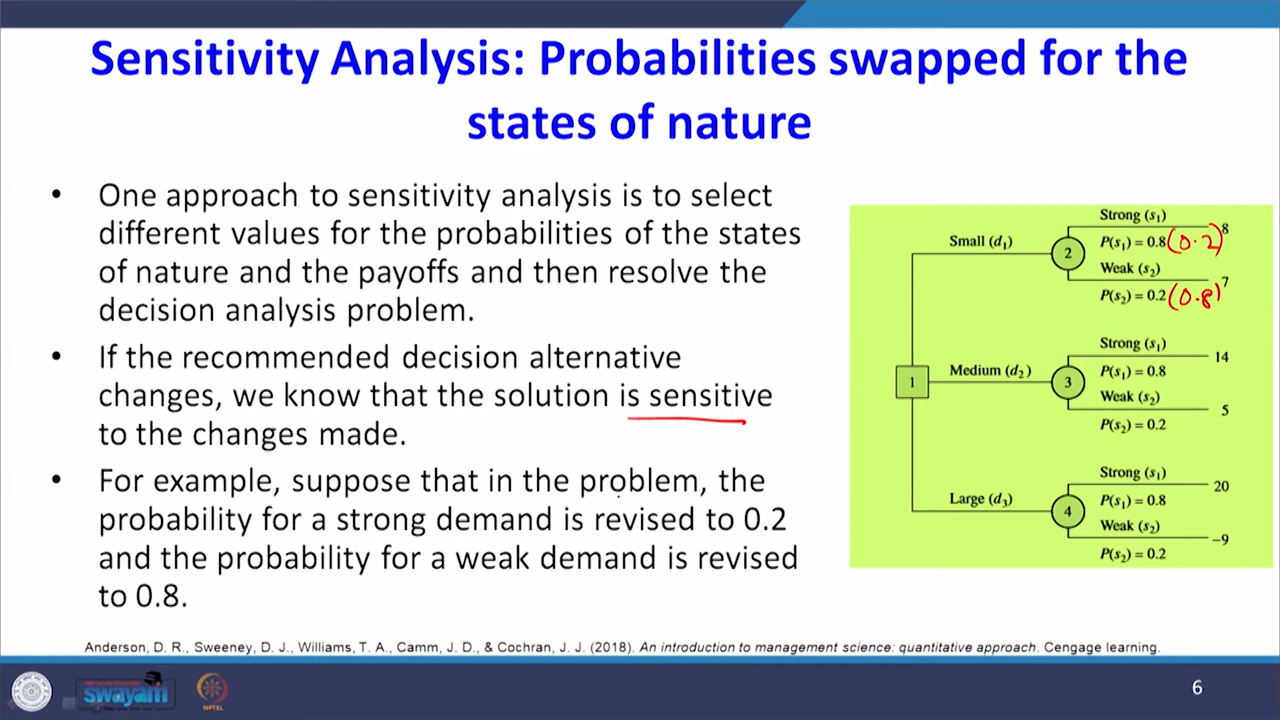 Sensitivity Analysis: Probabilities swapped for the
states of nature
• One approach to sensitivity analysis is to select
different values for the probabilities of the states
of nature and the payoffs and then resolve the
decision analysis problem.
• If the recommended decision alternative
changes, we know that the solution is sensitive
to the changes made.
• For example, suppose that in the problem, the
probability for a strong demand is revised to 0.2
and the probability for a weak demand is revised
to 0.8.
Strong (s₁)
8
Small (d₁)
P(s₁) = 0.8 (0.2)
2
Weak (s₂)
7
P(s₂) = 0.2 (0.8)
Strong (s₁)
14
Medium (d₂)
P(s₁) = 0.8
1
3
Weak (s₂)
5
P(s₂) = 0.2
Strong (s₁)
20
Large (d₃)
P(s₁) = 0.8
4
Weak (s₂)
−9
P(s₂) = 0.2
Anderson, D. R., Sweeney, D. J., Williams, T. A., Camm, J. D., & Cochran, J. J. (2018). An introduction to management science: quantitative approach. Cengage learning.
swayam
NPTEL
6